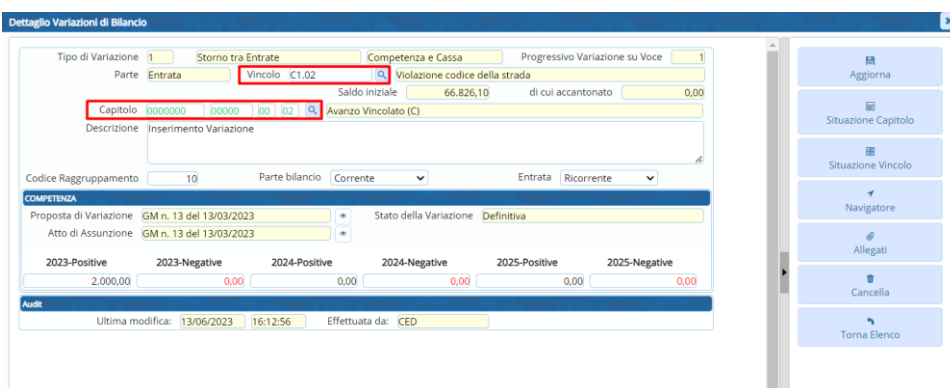 Dettaglio Variazioni di Bilancio
Tipo di Variazione 1 Storno tra Entrate Competenza e Cassa Progressivo Variazione su Voce 1
Parte Entrata Vincolo C1.02 Violazione codice della strada
Saldo iniziale 66.826,10 di cui accantonato 0,00
Capitolo 0000000 00000 00 02 Avanzo Vincolato (C)
Descrizione Inserimento Variazione
Codice Raggruppamento 10 Parte bilancio Corrente Entrata Ricorrente
COMPETENZA
Proposta di Variazione GM n. 13 del 13/03/2023 Stato della Variazione Definitiva
Atto di Assunzione GM n. 13 del 13/03/2023
2023-Positive 2023-Negative 2024-Positive 2024-Negative 2025-Positive 2025-Negative
2.000,00 0,00 0,00 0,00 0,00 0,00
Audit
Ultima modifica: 13/06/2023 16:12:56 Effettuata da: CED
Aggiorna
Situazione Capitolo
Situazione Vincolo
Navigatore
Allegati
Cancella
Torna Elenco